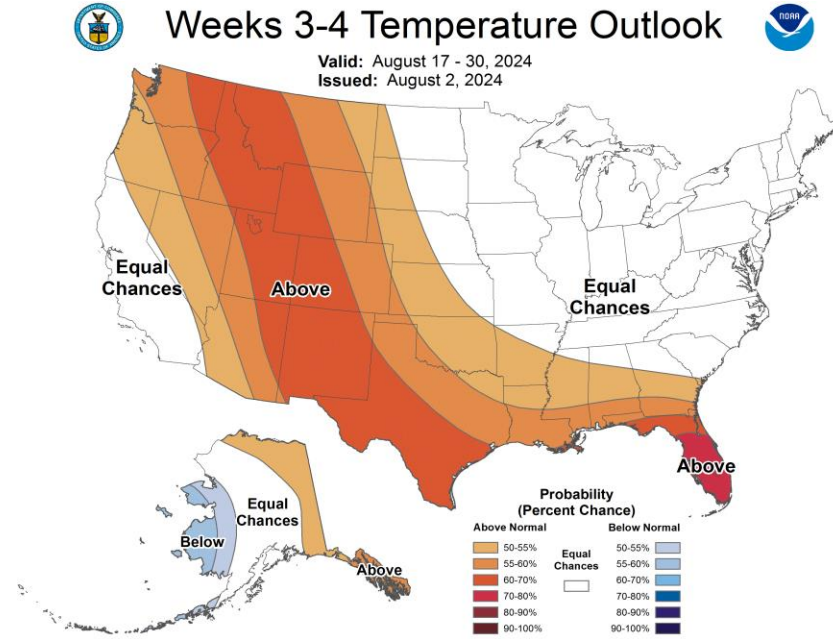 Weeks 3-4 Temperature Outlook
Valid: August 17 - 30, 2024
Issued: August 2, 2024
NOAA
Equal
Chances
Above
Equal
Chances
Above
Equal
Chances
Below
Above
Probability
(Percent Chance)
Above Normal
Below Normal
50-55%
55-60%
60-70%
70-80%
80-90%
90-100%
Equal
Chances
50-55%
55-60%
60-70%
70-80%
80-90%
90-100%